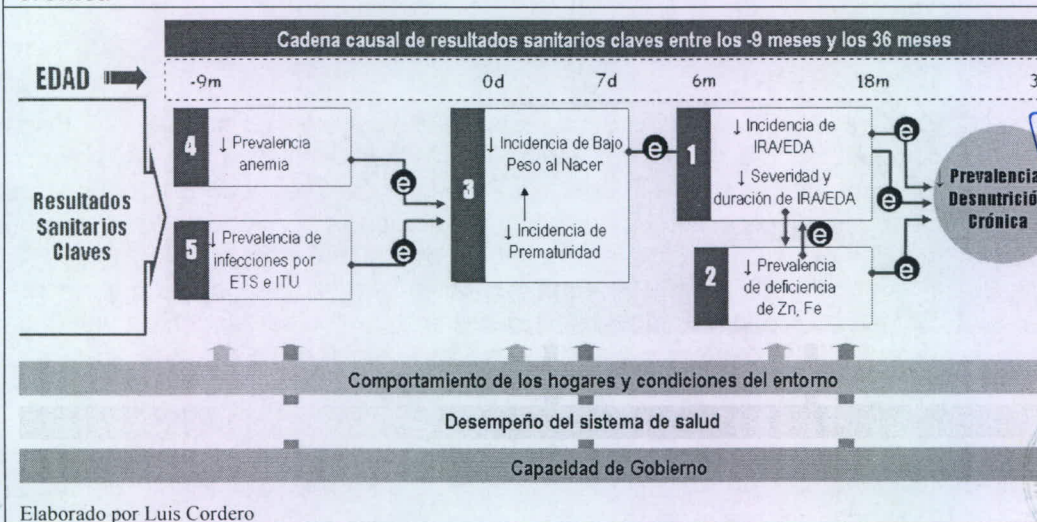 Cadena causal de resultados sanitarios claves entre los -9 meses y los 36 meses
EDAD
-9m
0d
7d
6m
18m
Resultados
Sanitarios
Claves
4
↓ Prevalencia
anemia
e
5
↓ Prevalencia de
infecciones por
ETS e ITU
e
3
↓ Incidencia de Bajo
Peso al Nacer
↓ Incidencia de
Prematuridad
e
1
↓ Incidencia de
IRA/EDA
↓ Severidad y
duración de IRA/EDA
e
2
↓ Prevalencia
de deficiencia
de Zn, Fe
e
e
e
↓ Prevalencia
Desnutrició
Crónica
Comportamiento de los hogares y condiciones del entorno
Desempeño del sistema de salud
Capacidad de Gobierno
Elaborado por Luis Cordero